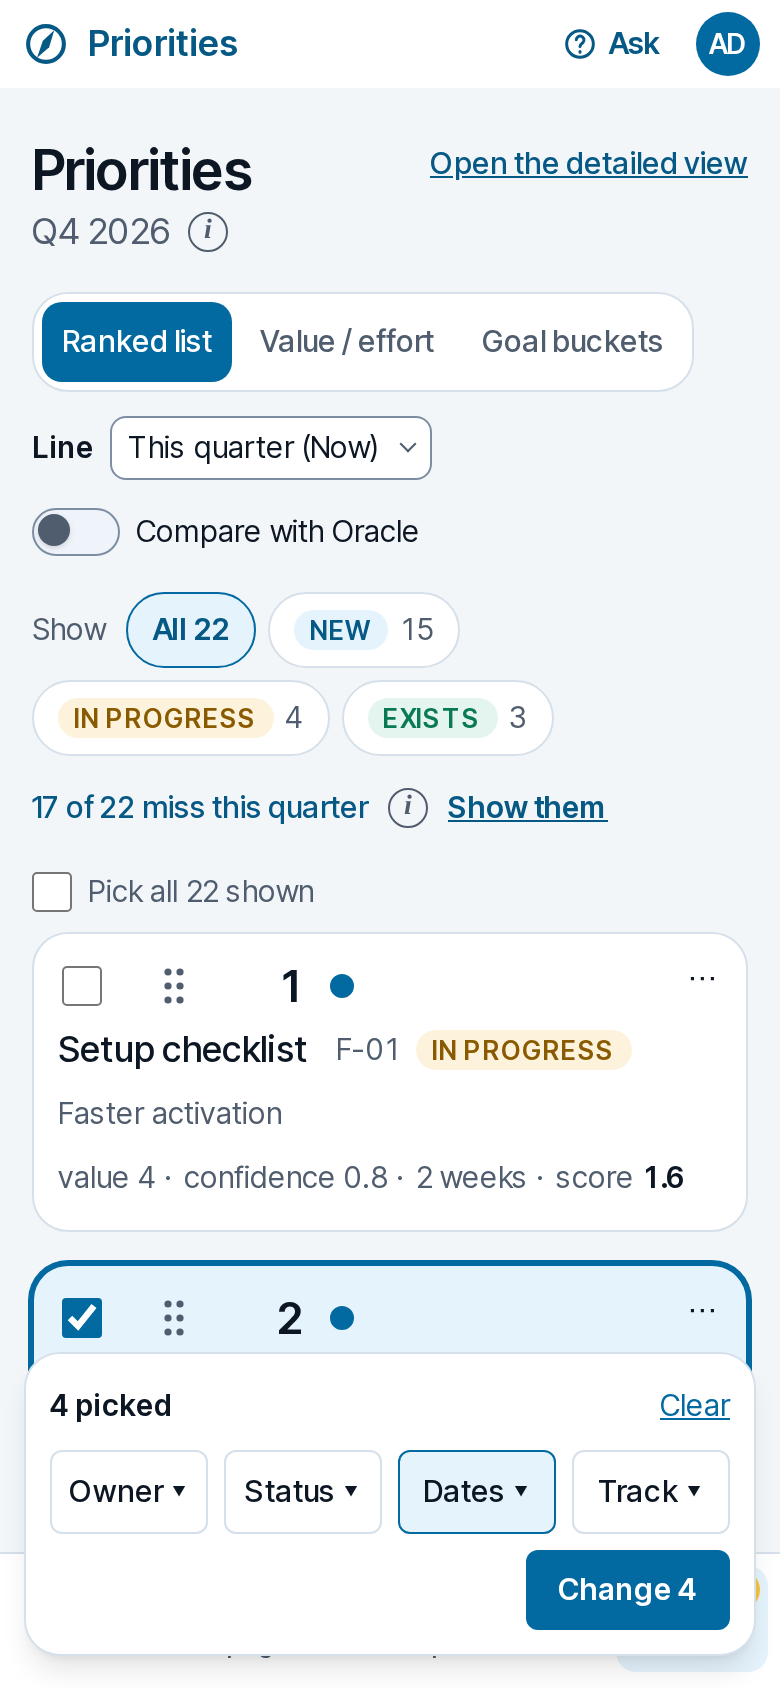 Priorities
Ask
AD
Priorities
Open the detailed view
Q4 2026 i
Ranked list
Value / effort
Goal buckets
Line
This quarter (Now)
Compare with Oracle
Show
All 22
NEW 15
IN PROGRESS 4
EXISTS 3
17 of 22 miss this quarter i Show them
Pick all 22 shown
1
...
Setup checklist F-01 IN PROGRESS
Faster activation
value 4 · confidence 0.8 · 2 weeks · score 1.6
2
...
4 picked
Clear
Owner ▾
Status ▾
Dates ▾
Track ▾
Change 4